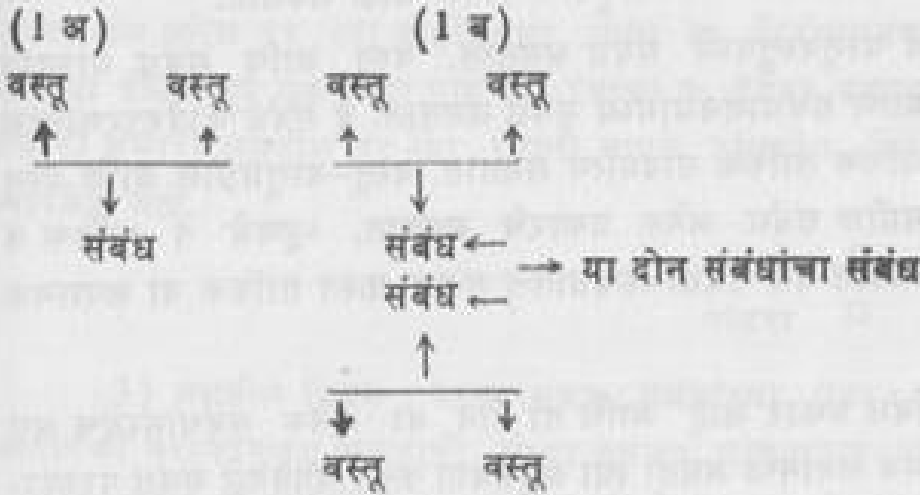 (1 अ) (1 ब)
वस्तू वस्तू वस्तू वस्तू
संबंध संबंध
संबंध
या दोन संबंधांचा संबंध
वस्तू वस्तू